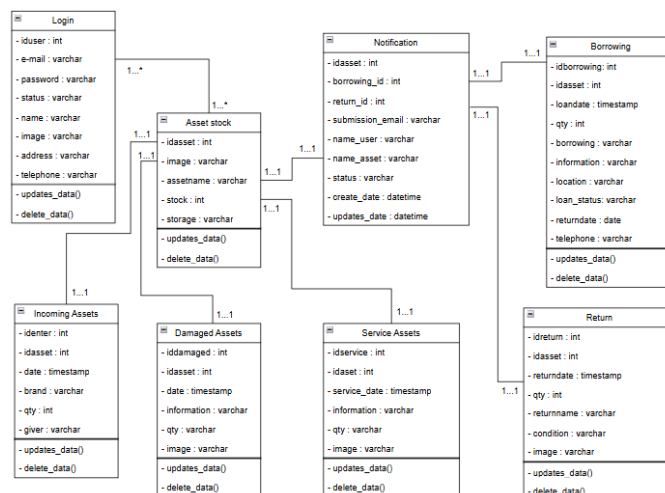 Login
- iduser : int
- e-mail : varchar
- password : varchar
- status : varchar
- name : varchar
- image : varchar
- address : varchar
- telephone : varchar
- updates_data()
- delete_data()
1...*
1...*
Asset stock
- idasset : int
- image : varchar
- assetname : varchar
- stock : int
- storage : varchar
- updates_data()
- delete_data()
1...1
1...1
1...1
1...1
Notification
- idasset : int
- borrowing_id : int
- return_id : int
- submission_email : varchar
- name_user : varchar
- name_asset : varchar
- status : varchar
- create_date : datetime
- updates_date : datetime
1...1
1...1
1...1
1...1
Borrowing
- idborrowing: int
- idasset : int
- loandate : timestamp
- qty : int
- borrowing : varchar
- information : varchar
- location : varchar
- loan_status: varchar
- returndate : date
- telephone : varchar
- updates_data()
- delete_data()
1...1
Incoming Assets
- identer : int
- idasset : int
- date : timestamp
- brand : varchar
- qty : int
- giver : varchar
- updates_data()
- delete_data()
1...1
Damaged Assets
- iddamaged : int
- idasset : int
- date : timestamp
- information : varchar
- qty : varchar
- image : varchar
- updates_data()
- delete_data()
1...1
Service Assets
- idservice : int
- idasset : int
- service_date : timestamp
- information : varchar
- qty : varchar
- image : varchar
- updates_data()
- delete_data()
1...1
Return
- idreturn : int
- idasset : int
- returndate : timestamp
- qty : int
- returnname : varchar
- condition : varchar
- image : varchar
- updates_data()
- delete_data()